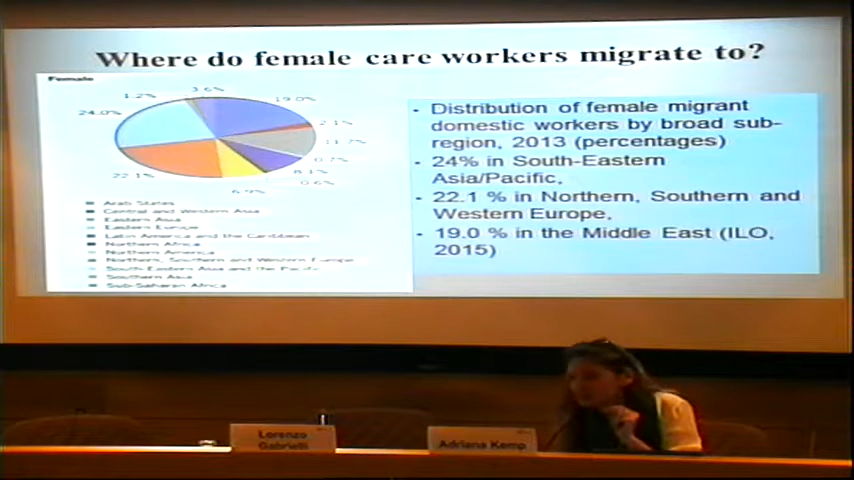 Where do female care workers migrate to?
Female
3.6%
1.2%
19.0%
24.0%
2.1%
11.7%
0.7%
8.1%
22.1%
0.6%
6.9%
Arab States
Central and Western Asia
Eastern Asia
Eastern Europe
Latin America and the Caribbean
Northern Africa
Northern America
Northern, Southern and Western Europe
South-Eastern Asia and the Pacific
Southern Asia
Sub-Saharan Africa
- Distribution of female migrant
domestic workers by broad sub-
region, 2013 (percentages)
- 24% in South-Eastern
Asia/Pacific,
- 22.1 % in Northern, Southern and
Western Europe,
- 19.0 % in the Middle East (ILO,
2015)
Lorenzo
Gabrielli
Adriana Kemp